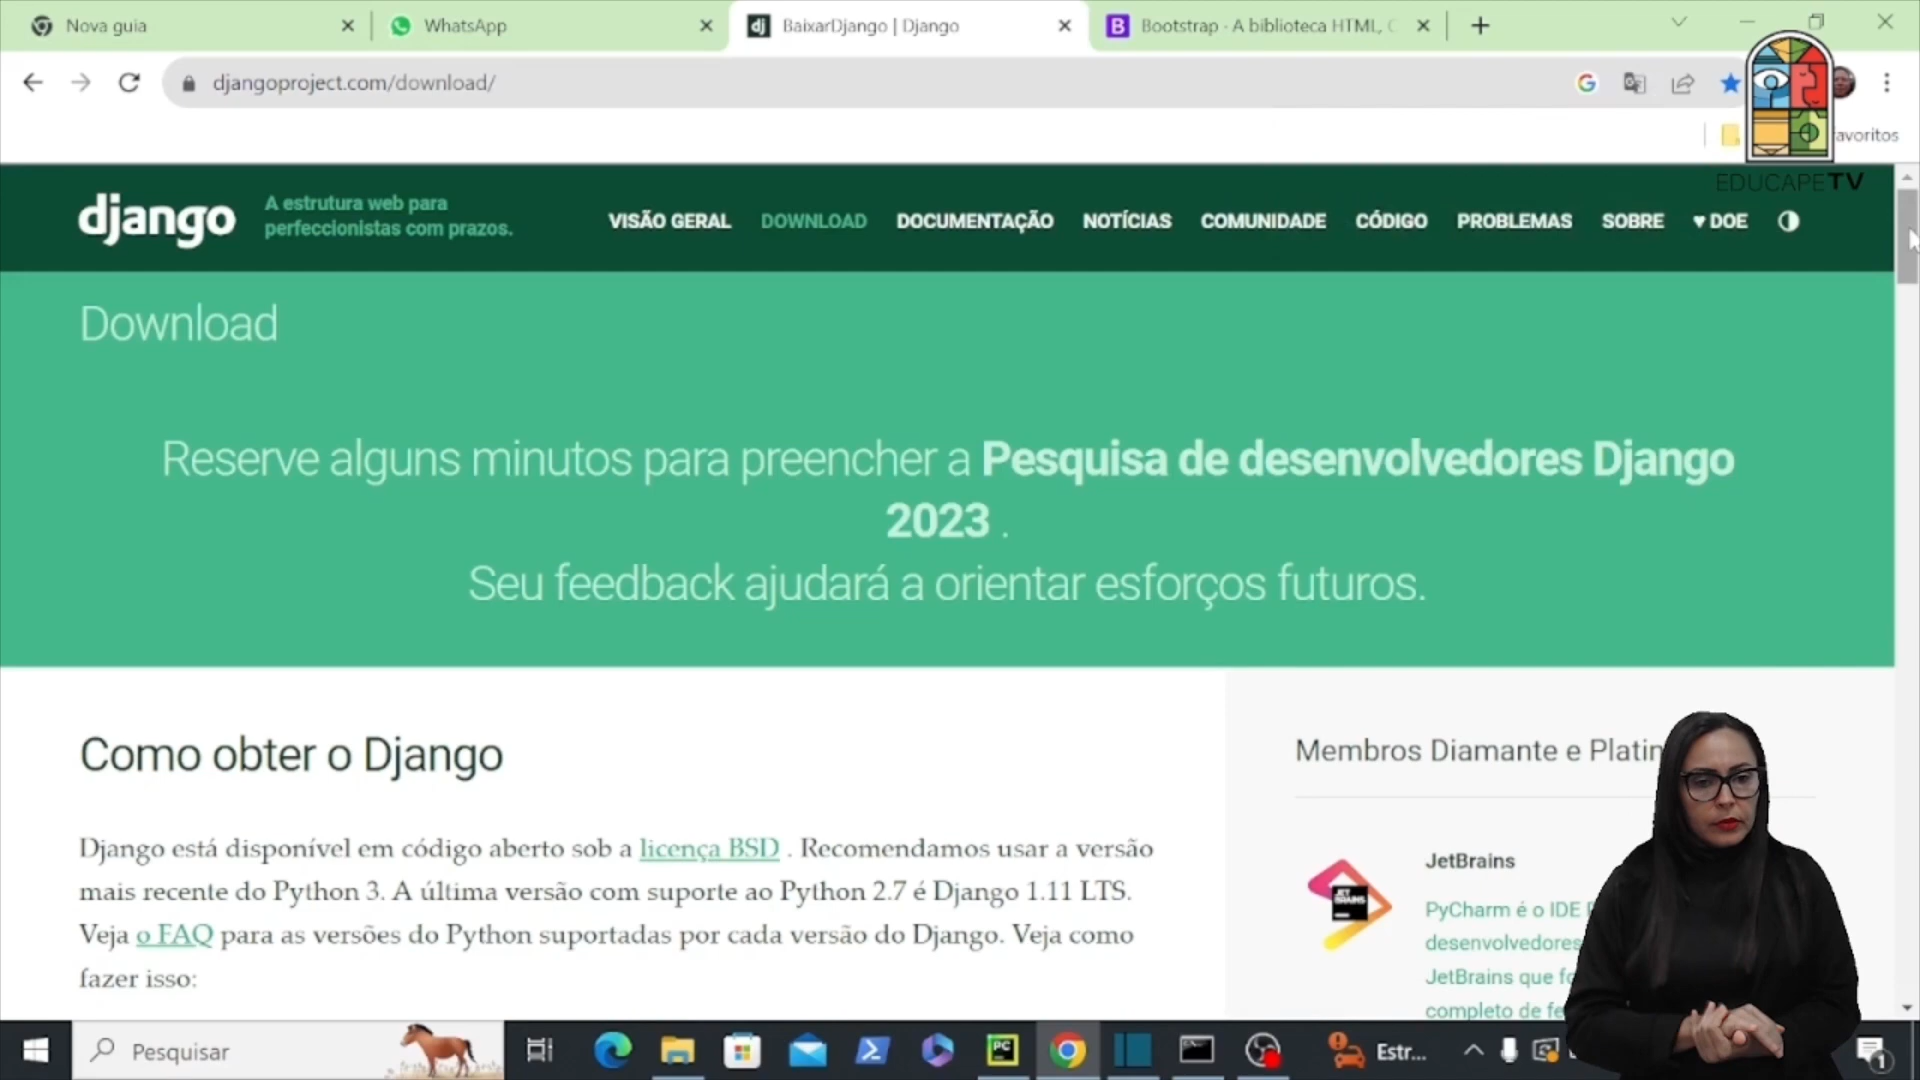 Nova guia
WhatsApp
BaixarDjango | Django
Bootstrap · A biblioteca HTML, C
djangoproject.com/download/
avoritos
EDUCAPETV
django
A estrutura web para
perfeccionistas com prazos.
VISÃO GERAL
DOWNLOAD
DOCUMENTAÇÃO
NOTÍCIAS
COMUNIDADE
CÓDIGO
PROBLEMAS
SOBRE
♥ DOE
Download
Reserve alguns minutos para preencher a Pesquisa de desenvolvedores Django
2023 .
Seu feedback ajudará a orientar esforços futuros.
Como obter o Django
Django está disponível em código aberto sob a licença BSD . Recomendamos usar a versão
mais recente do Python 3. A última versão com suporte ao Python 2.7 é Django 1.11 LTS.
Veja o FAQ para as versões do Python suportadas por cada versão do Django. Veja como
fazer isso:
Membros Diamante e Platin
JetBrains
JET BRAINS
PyCharm é o IDE
desenvolvedores
JetBrains que
completo de
Pesquisar
PC
Estr...
1